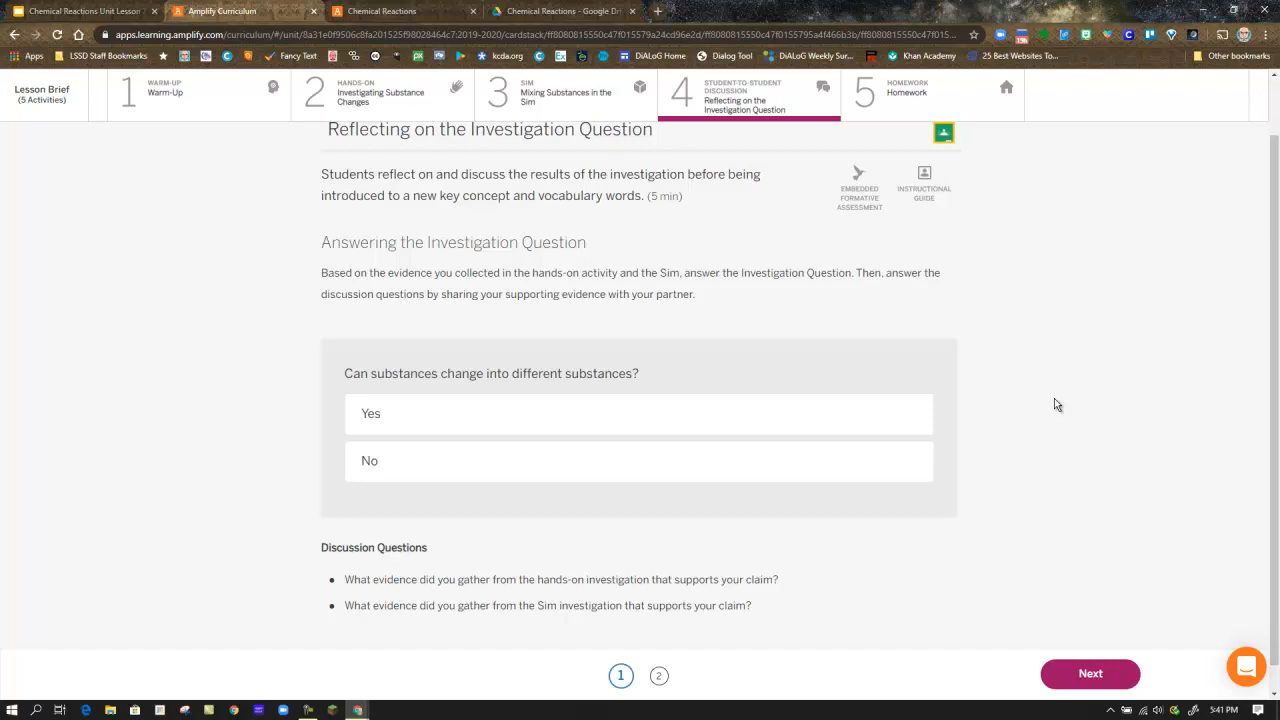 Chemical Reactions Unit Lesson
Amplify Curriculum
Chemical Reactions
Chemical Reactions - Google Dri
apps.learning.amplify.com/curriculum/#/unit/8a31e0f9506c8fa201525f98028464c7:2019-2020/cardstack/ff8080815550c47f015579a24cd96e2d/ff8080815550c47f015795a4f466b3b/ff8080815550c47f015...
Apps
LSSD Staff Bookmarks
Fancy
kcda.org
DiALoG Home
Dialog Tool
DiALoG Weekly Sur...
Khan Academy
25 Best Websites To...
Other bookmarks
Lesson Brief
(5 Activities)
1
WARM-UP
Warm-Up
2
HANDS-ON
Investigating Substance
Changes
3
SIM
Mixing Substances in the
Sim
4
STUDENT-TO-STUDENT
DISCUSSION
Reflecting on the
Investigation Question
5
HOMEWORK
Homework
Reflecting on the Investigation Question
Students reflect on and discuss the results of the investigation before being
introduced to a new key concept and vocabulary words. (5 min)
EMBEDDED
FORMATIVE
ASSESSMENT
INSTRUCTIONAL
GUIDE
Answering the Investigation Question
Based on the evidence you collected in the hands-on activity and the Sim, answer the Investigation Question. Then, answer the
discussion questions by sharing your supporting evidence with your partner.
Can substances change into different substances?
Yes
No
Discussion Questions
• What evidence did you gather from the hands-on investigation that supports your claim?
• What evidence did you gather from the Sim investigation that supports your claim?
1
2
Next
5:41 PM